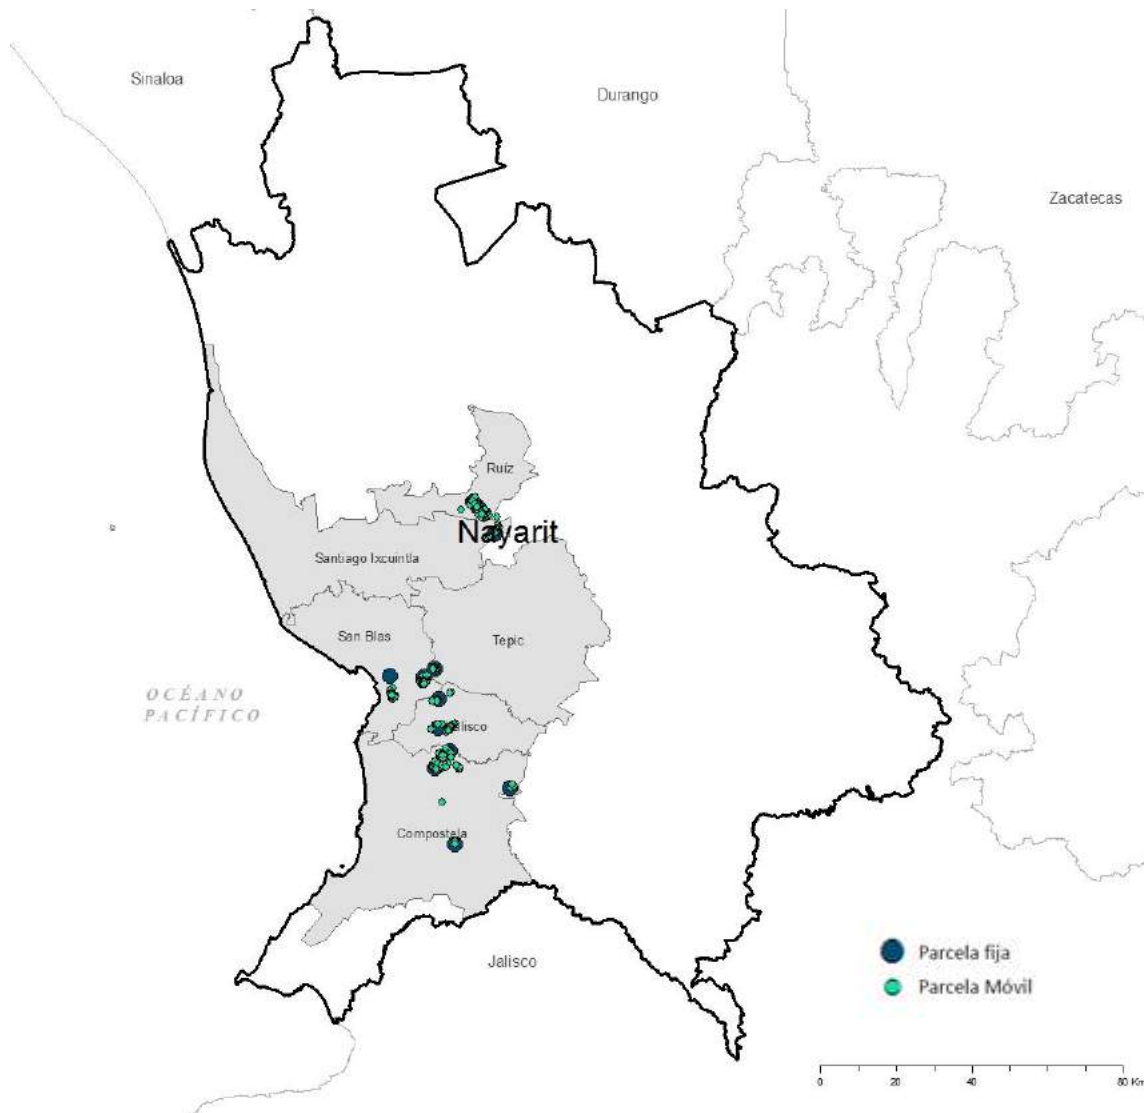 Sinaloa
Durango
Zacatecas
Ruíz
Nayarit
Santiago Ixcuintla
San Blas
Tepic
OCÉANO
PACÍFICO
alisco
Compostela
Jalisco
Parcela fija
Parcela Móvil
0 20 40 80 Km